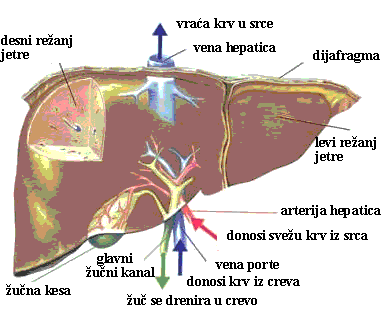 vraća krv u srce
vena hepatica
desni režanj
jetre
dijafragma
levi režanj
jetre
arterija hepatica
donosi svežu krv iz srca
glavni
žučni kanal
vena porte
donosi krv iz creva
žučna kesa
žuč se drenira u crevo